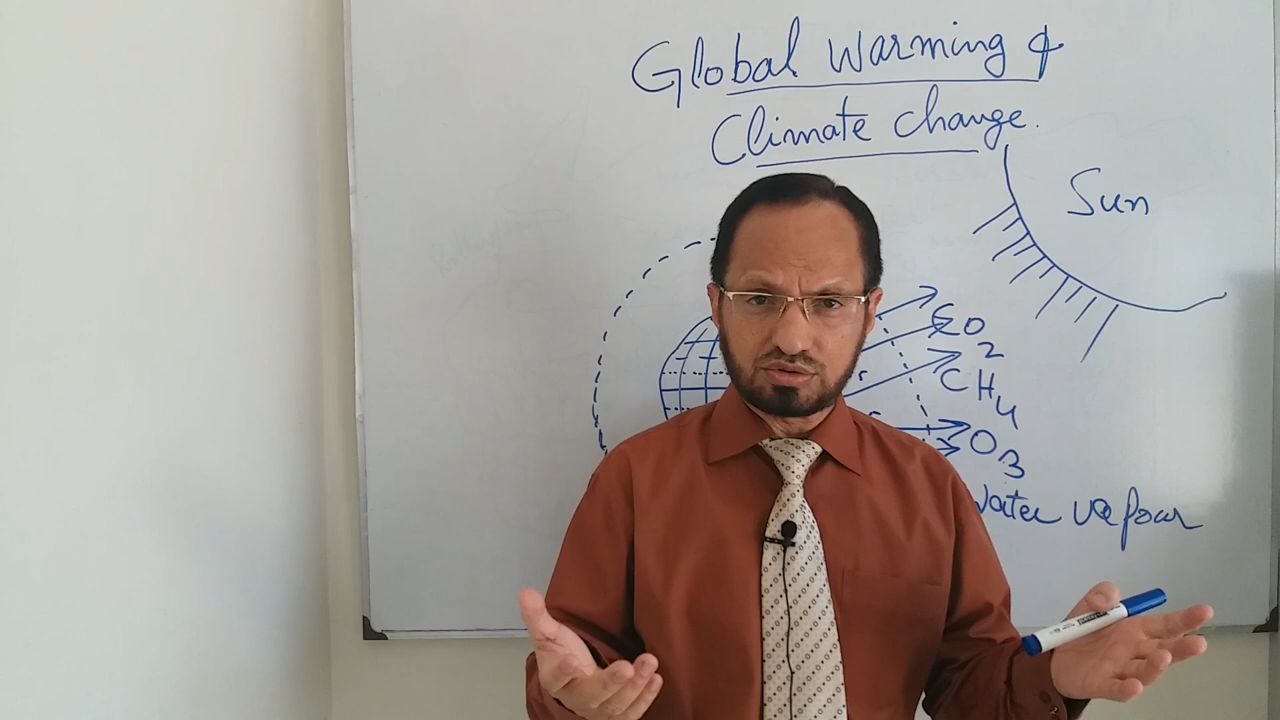 Global Warming &
Climate change.
Sun
CO2
CH4
O3
Water vapour